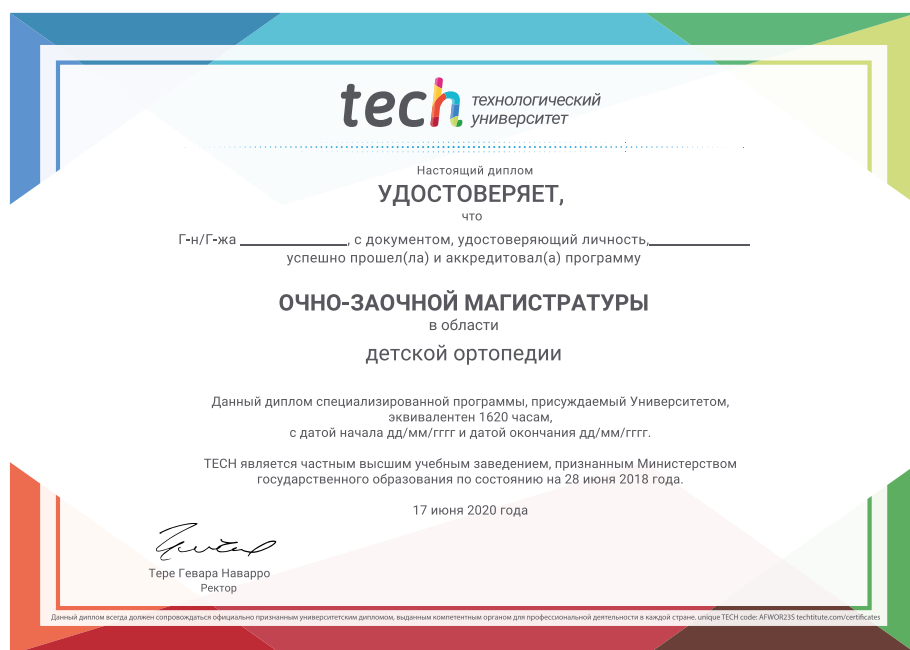 tech технологический
университет
Настоящий диплом
УДОСТОВЕРЯЕТ,
что
Г-н/Г-жа ______________, с документом, удостоверяющий личность,______________
успешно прошел(ла) и аккредитовал(а) программу
ОЧНО-ЗАОЧНОЙ МАГИСТРАТУРЫ
в области
детской ортопедии
Данный диплом специализированной программы, присуждаемый Университетом,
эквивалентен 1620 часам,
с датой начала дд/мм/гггг и датой окончания дд/мм/гггг.
TECH является частным высшим учебным заведением, признанным Министерством
государственного образования по состоянию на 28 июня 2018 года.
17 июня 2020 года
Тере Гевара Наварро
Ректор
Данный диплом всегда должен сопровождаться официально признанным университетским дипломом, выданным компетентным органом для профессиональной деятельности в каждой стране. unique TECH code: AFWOR23S techtitute.com/certificates